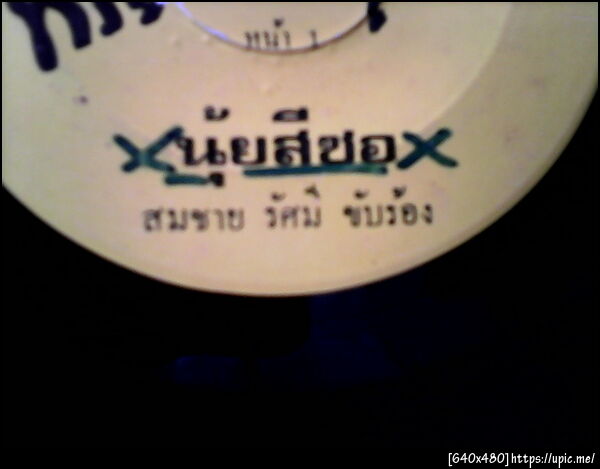 หน้า 1
นุ้ยสีซอ
สมชาย รัศมี ขับร้อง
[640x480]https://upic.me/